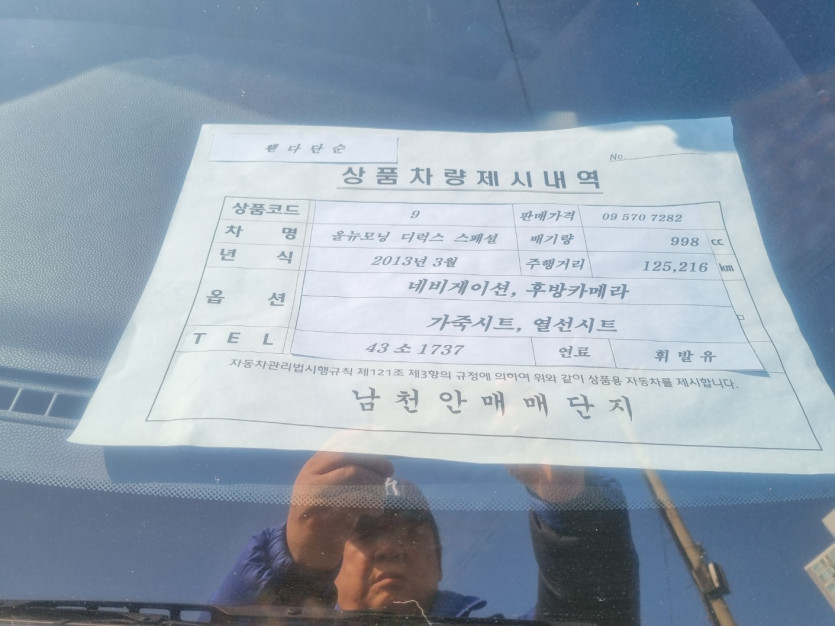 휀다단순
No.
상품차량제시내역
상품코드 9 판매가격 09 570 7282
차 명 올뉴모닝 디럭스 스패셜 배기량 998 cc
년 식 2013년 3월 주행거리 125,216 km
옵 션 네비게이션, 후방카메라
가죽시트, 열선시트
T E L 43 소 1737 연료 휘발유
자동차관리법시행규칙 제121조 제3항의 규정에 의하여 위와 같이 상품용 자동차를 제시합니다.
남천안매매단지